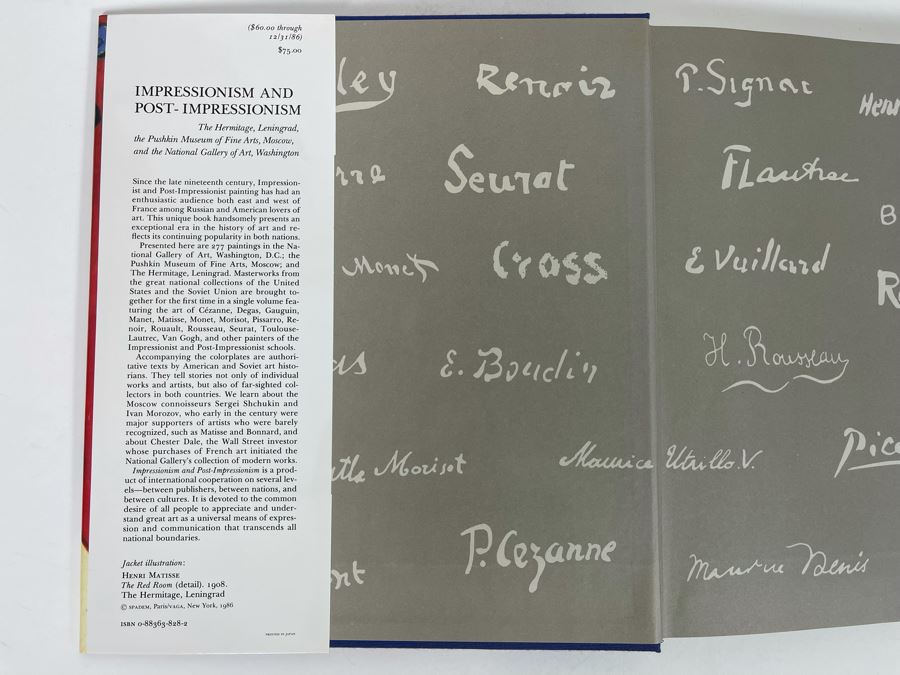 ($60.00 through
12/31/86)
$75.00
IMPRESSIONISM AND
POST-IMPRESSIONISM
The Hermitage, Leningrad,
the Pushkin Museum of Fine Arts, Moscow,
and the National Gallery of Art, Washington
Since the late nineteenth century, Impression-
ist and Post-Impressionist painting has had an
enthusiastic audience both east and west of
France among Russian and American lovers of
art. This unique book handsomely presents an
exceptional era in the history of art and re-
flects its continuing popularity in both nations.
Presented here are 277 paintings in the Na-
tional Gallery of Art, Washington, D.C.; the
Pushkin Museum of Fine Arts, Moscow; and
The Hermitage, Leningrad. Masterworks from
the great national collections of the United
States and the Soviet Union are brought to-
gether for the first time in a single volume fea-
turing the art of Cézanne, Degas, Gauguin,
Manet, Matisse, Monet, Morisot, Pissarro, Re-
noir, Rouault, Rousseau, Seurat, Toulouse-
Lautrec, Van Gogh, and other painters of the
Impressionist and Post-Impressionist schools.
Accompanying the colorplates are authori-
tative texts by American and Soviet art histo-
rians. They tell stories not only of individual
works and artists, but also of far-sighted col-
lectors in both countries. We learn about the
Moscow connoisseurs Sergei Shchukin and
Ivan Morozov, who early in the century were
major supporters of artists who were barely
recognized, such as Matisse and Bonnard, and
about Chester Dale, the Wall Street investor
whose purchases of French art initiated the
National Gallery's collection of modern works.
Impressionism and Post-Impressionism is a prod-
uct of international cooperation on several lev-
els—between publishers, between nations, and
between cultures. It is devoted to the common
desire of all people to appreciate and under-
stand great art as a universal means of expres-
sion and communication that transcends all
national boundaries.
Jacket illustration:
HENRI MATISSE
The Red Room (detail). 1908.
The Hermitage, Leningrad
© SPADEM, Paris/VAGA, New York, 1986
ISBN 0-88363-828-2
PRINTED IN JAPAN
ley
Renoir
Seurat
Monet
Cross
as
E. Boudin
Morisot
Maurice Utrillo.V.
P. Cezanne
nt
P. Signac
Henr
TLautrec
B
E Vuillard
R
H. Rousseau
Pica
Maurice Denis